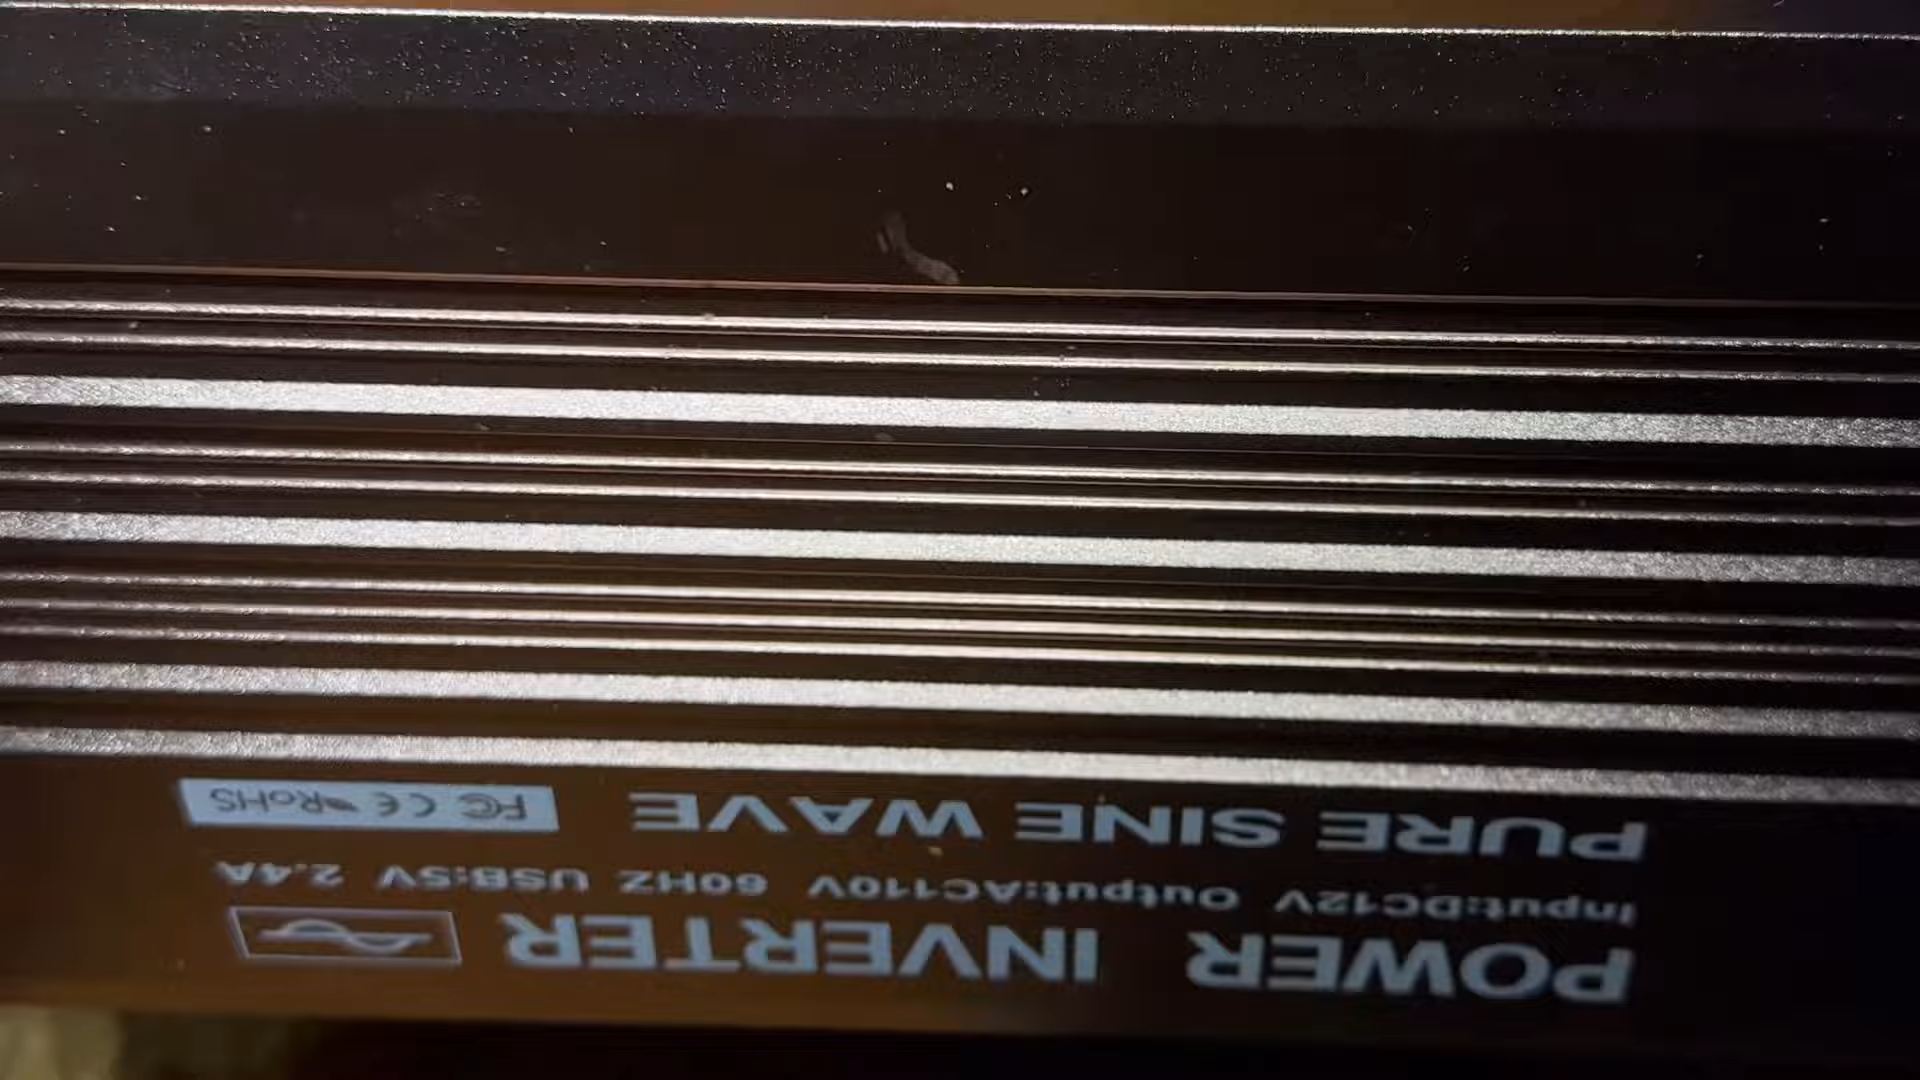 POWER INVERTER
Input:DC12V Output:AC110V 60HZ USB:5V 2.4A
PURE SINE WAVE FC CE RoHS